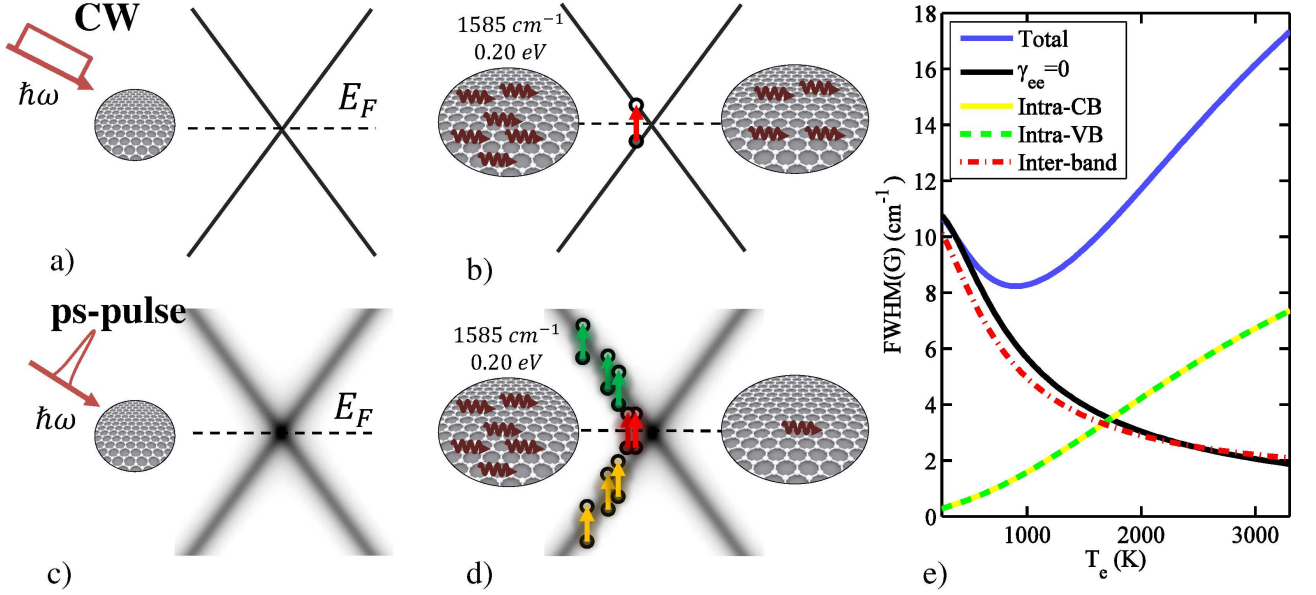 CW
ħω
E_F
a)
1585 cm⁻¹
0.20 eV
b)
ps-pulse
ħω
E_F
c)
1585 cm⁻¹
0.20 eV
d)
18
16
14
12
10
8
6
4
2
0
FWHM(G) (cm⁻¹)
Total
γ_ee=0
Intra-CB
Intra-VB
Inter-band
1000
2000
3000
T_e (K)
e)